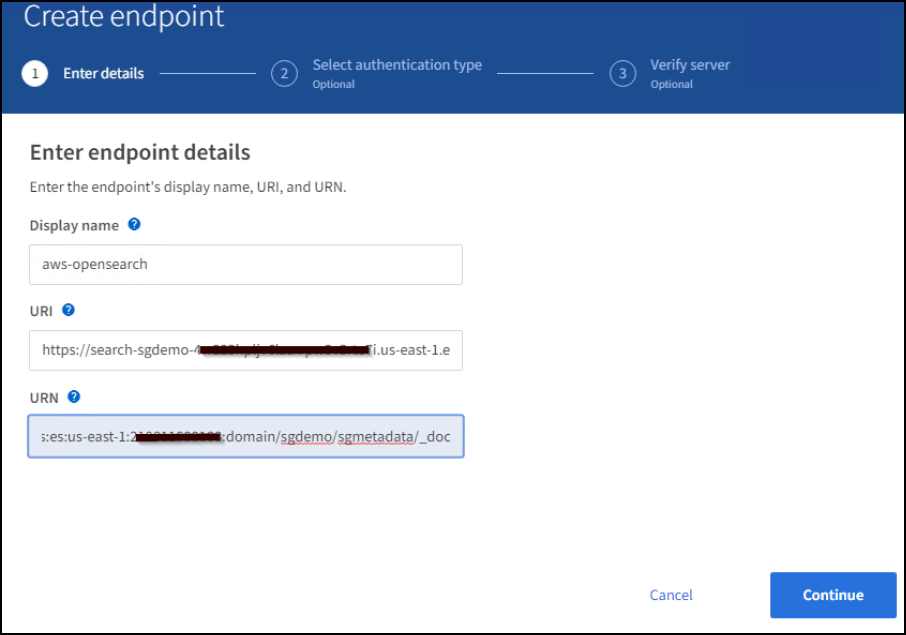 Create endpoint
1 Enter details
2 Select authentication type
Optional
3 Verify server
Optional
Enter endpoint details
Enter the endpoint's display name, URI, and URN.
Display name ?
aws-opensearch
URI ?
https://search-sgdemo-4 i.us-east-1.e
URN ?
s:es:us-east-1:2 :domain/sgdemo/sgmetadata/_doc
Cancel
Continue